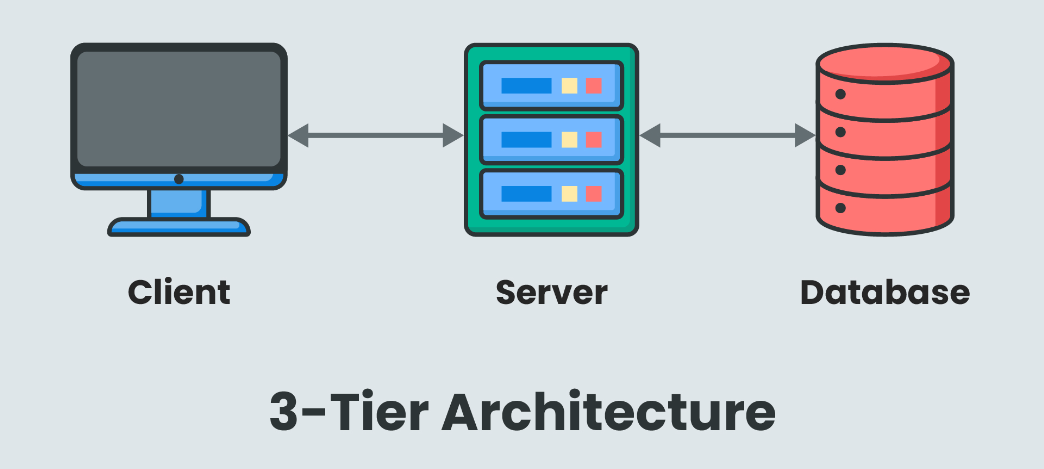 Client
Server
Database
3-Tier Architecture